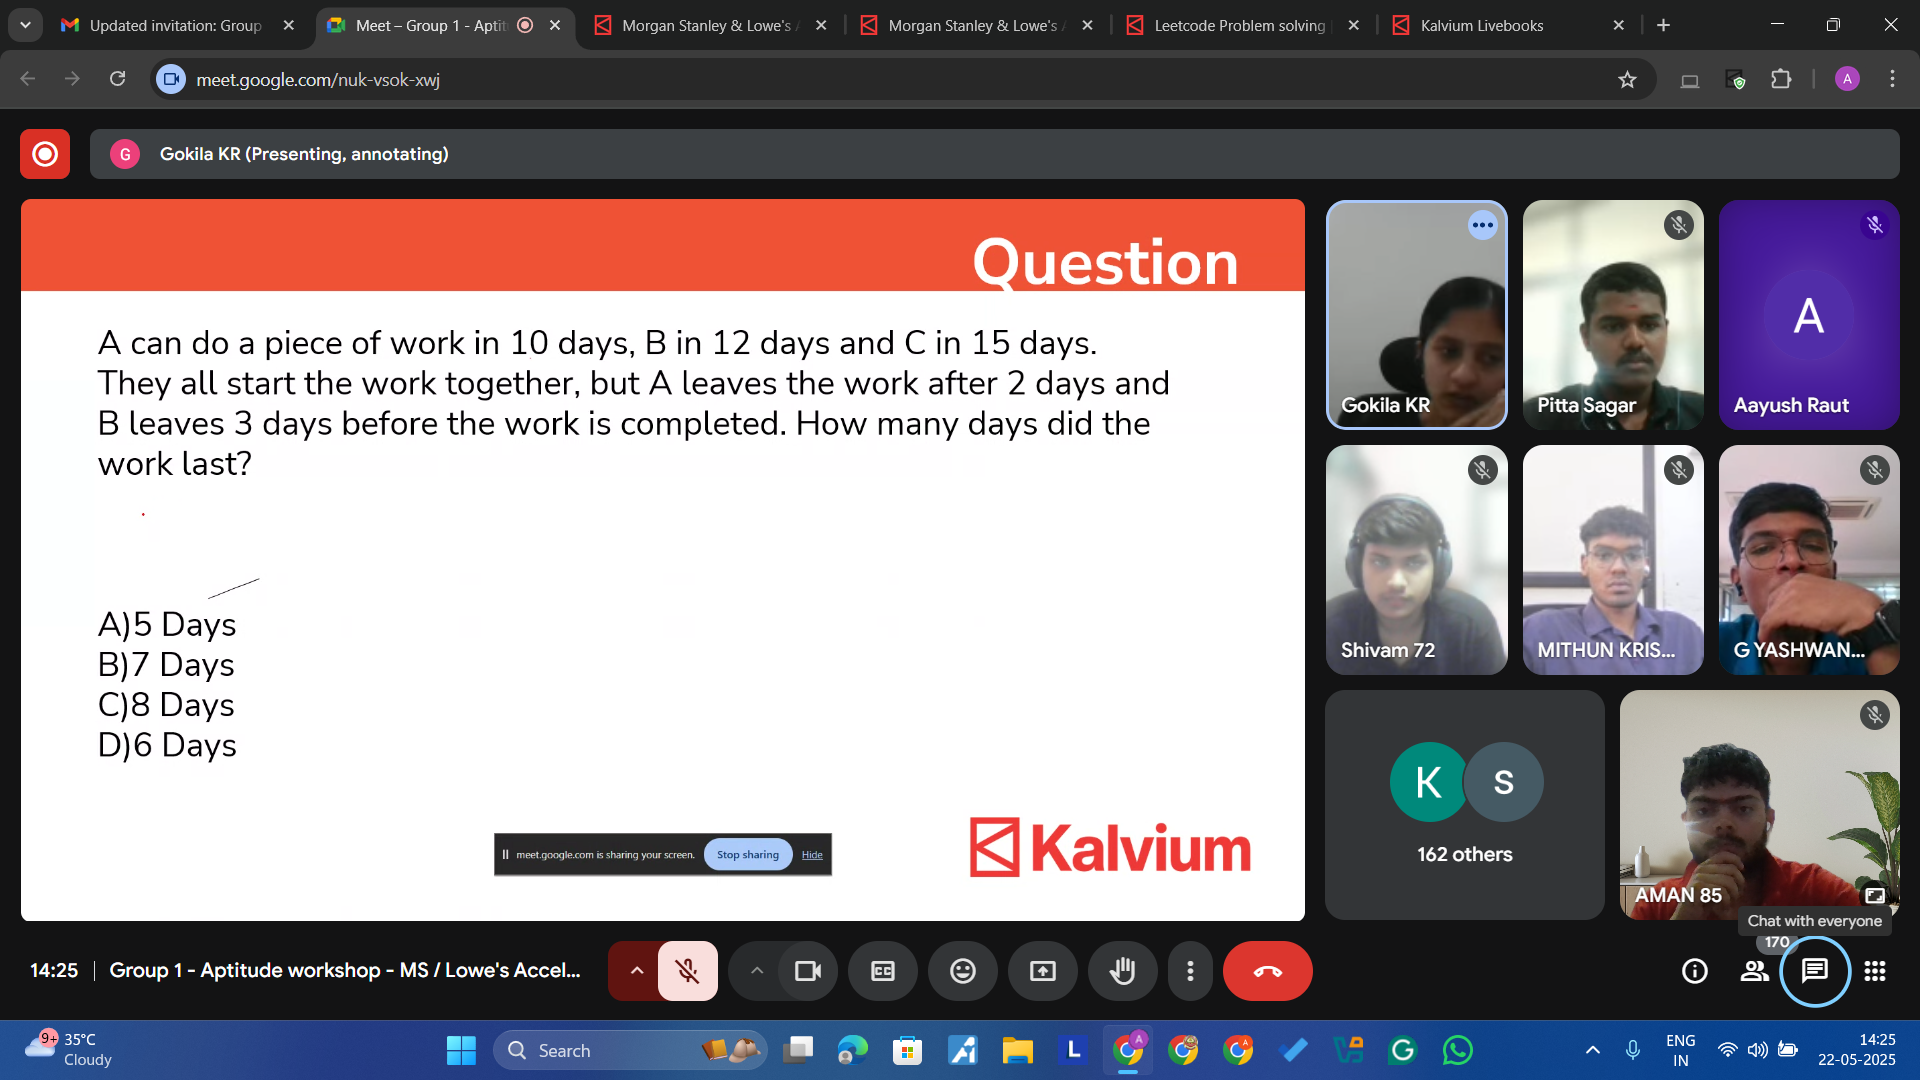 Updated invitation: Group
Meet – Group 1 - Aptit
Morgan Stanley & Lowe's
Morgan Stanley & Lowe's
Leetcode Problem solving
Kalvium Livebooks
meet.google.com/nuk-vsok-xwj
A
G
Gokila KR (Presenting, annotating)
Question
A can do a piece of work in 10 days, B in 12 days and C in 15 days.
They all start the work together, but A leaves the work after 2 days and
B leaves 3 days before the work is completed. How many days did the
work last?
A)5 Days
B)7 Days
C)8 Days
D)6 Days
meet.google.com is sharing your screen.
Stop sharing
Hide
Kalvium
Gokila KR
Pitta Sagar
A
Aayush Raut
Shivam 72
MITHUN KRIS...
G YASHWAN...
K
S
162 others
AMAN 85
Chat with everyone
170
14:25
Group 1 - Aptitude workshop - MS / Lowe's Accel...
CC
9+
35°C
Cloudy
Search
L
A
A
G
ENG
IN
14:25
22-05-2025